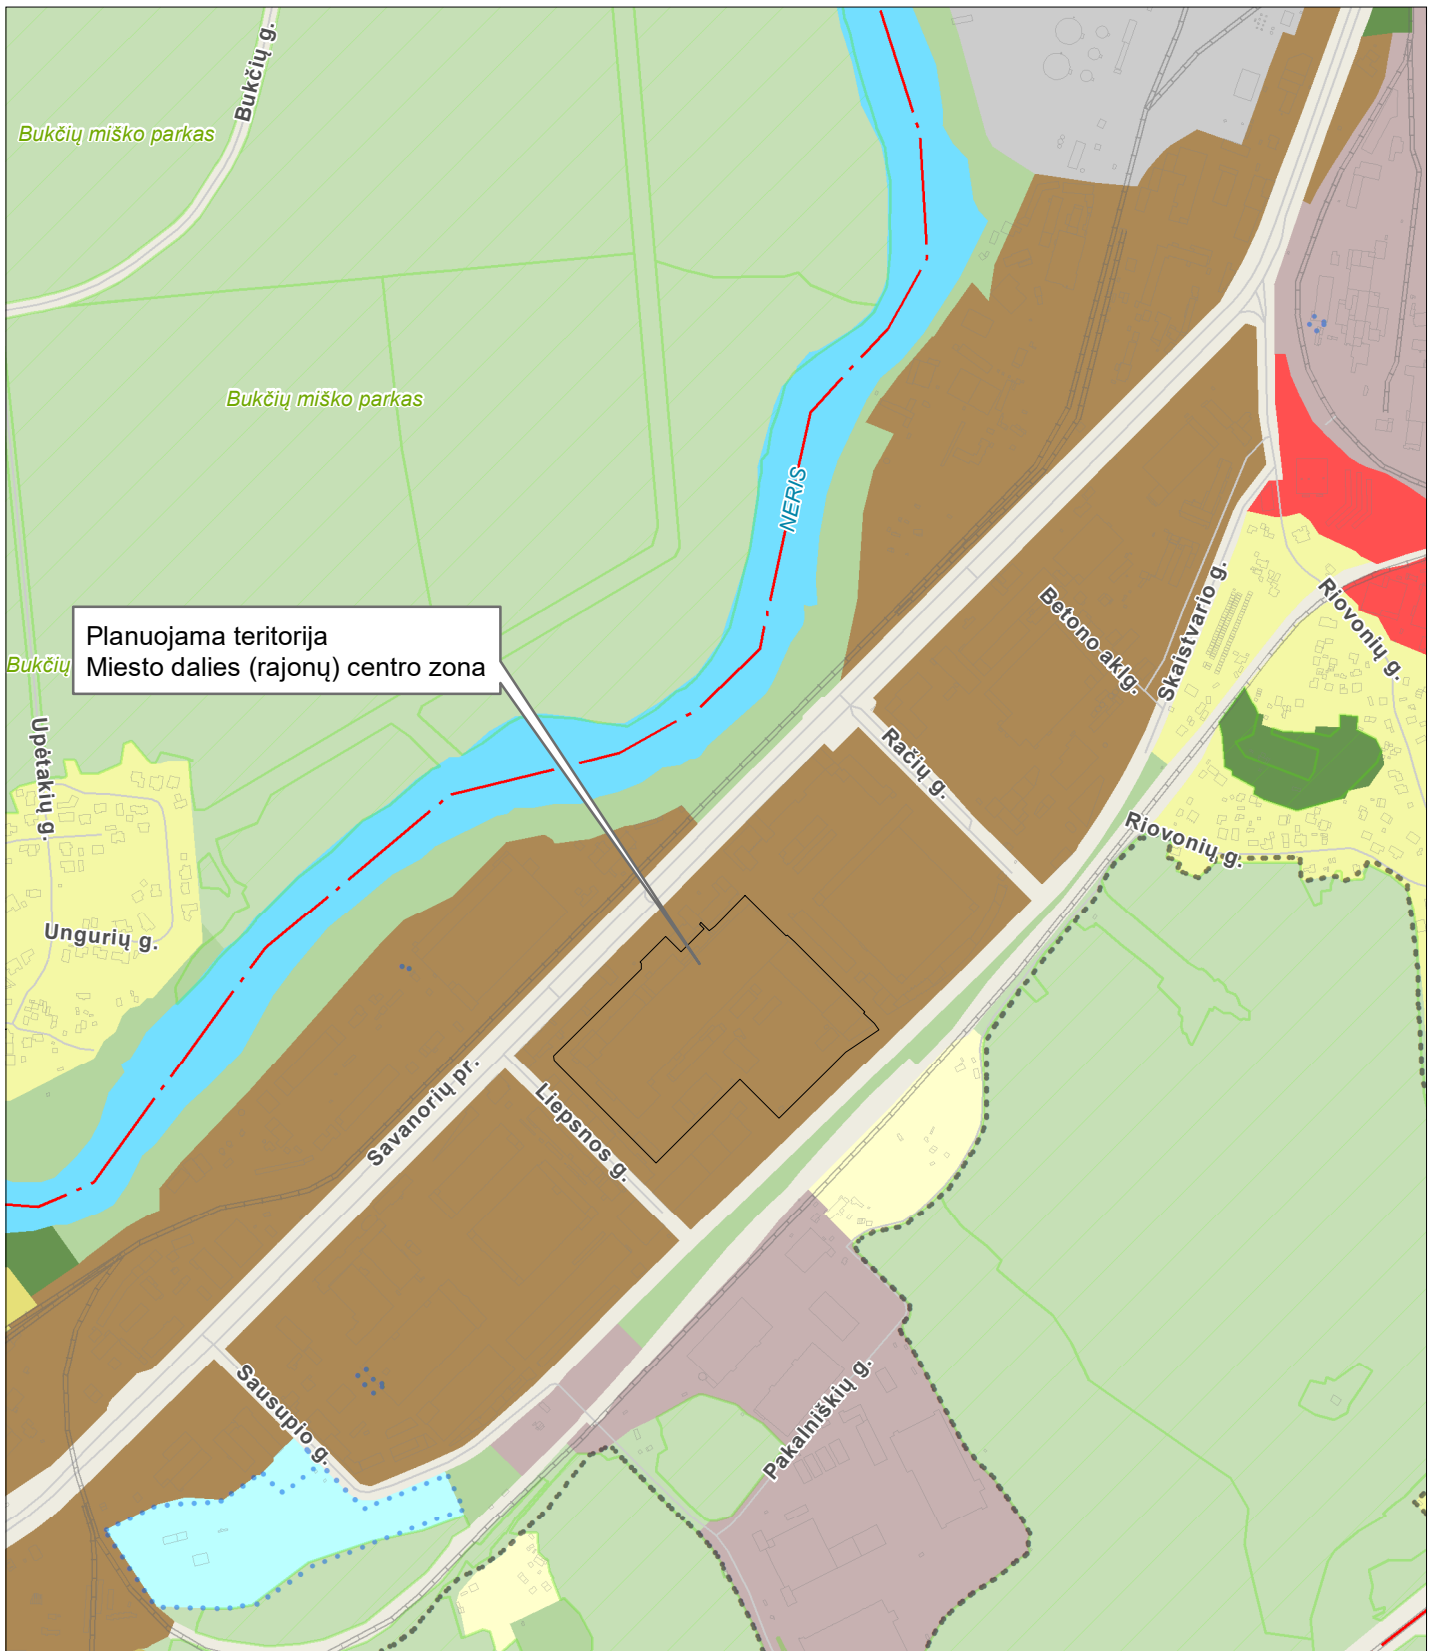 Bukčių g.
Bukčių miško parkas
Bukčių miško parkas
NERIS
Planuojama teritorija
Miesto dalies (rajonų) centro zona
Bukčių
Betono aklg.
Skaistvario g.
Riovonių g.
Upėtakių g.
Račių g.
Riovonių g.
Ungurių g.
Savanorių pr.
Liepsnos g.
Sausupio g.
Pakalniškių g.